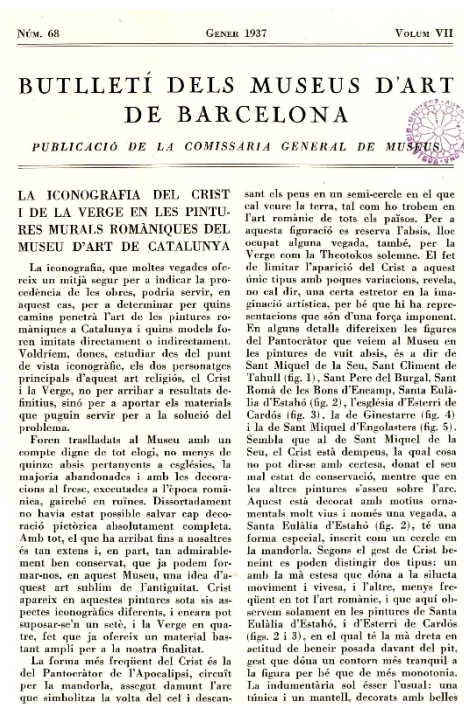 NÚM. 68 GENER 1937 VOLUM VII
BUTLLETÍ DELS MUSEUS D'ART
DE BARCELONA
PUBLICACIÓ DE LA COMISSARIA GENERAL DE MUSEUS
LA ICONOGRAFIA DEL CRIST
I DE LA VERGE EN LES PINTU-
RES MURALS ROMÀNIQUES DEL
MUSEU D'ART DE CATALUNYA
La iconografia, que moltes vegades ofe-
reix un mitjà segur per a indicar la pro-
cedència de les obres, podria servir, en
aquest cas, per a determinar per quins
camins penetrà l'art de les pintures ro-
màniques a Catalunya i quins models fo-
ren imitats directament o indirectament.
Voldríem, doncs, estudiar des del punt
de vista iconogràfic, els dos personatges
principals d'aquest art religiós, el Crist
i la Verge, no per arribar a resultats de-
finitius, sinó per a aportar els materials
que puguin servir per a la solució del
problema.
Foren traslladats al Museu amb un
compte digne de tot elogi, no menys de
quinze absis pertanyents a esglésies, la
majoria abandonades i amb les decora-
cions al fresc, executades a l'època romà-
nica, gairebé en ruïnes. Dissortadament
no havia estat possible salvar cap deco-
ració pictòrica absolutament completa.
Amb tot, el que ha arribat fins a nosaltres
és tan extens i, en part, tan admirable-
ment ben conservat, que ja podem for-
mar-nos, en aquest Museu, una idea d'a-
quest art sublim de l'antiguitat. Crist
apareix en aquestes pintures sota sis as-
pectes iconogràfics diferents, i encara pot
suposar-se'n un setè, i la Verge en qua-
tre, fet que ja ofereix un material bas-
tant ampli per a la nostra finalitat.
La forma més freqüent del Crist és la
del Pantocràtor de l'Apocalipsi, circuït
per la mandorla, assegut damunt l'arc
que simbolitza la volta del cel i descan-
sant els peus en un semi-cercle en el que
cal veure la terra, tal com ho trobem en
l'art romànic de tots els països. Per a
aquesta figuració es reserva l'absis, lloc
ocupat alguna vegada, també, per la
Verge com la Theotokos solemne. El fet
de limitar l'aparició del Crist a aquest
únic tipus amb poques variacions, revela,
no cal dir, una certa estretor en la ima-
ginació artística, per bé que hi ha repre-
sentacions que són d'una força imponent.
En alguns detalls difereixen les figures
del Pantocràtor que veiem al Museu en
les pintures de vuit absis, és a dir de
Sant Miquel de la Seu, Sant Climent de
Tahull (fig. 1), Sant Pere del Burgal, Sant
Romà de les Bons d'Encamp, Santa Eulà-
lia d'Estahó (fig. 2), l'església d'Esterri de
Cardós (fig. 3), la de Ginestarre (fig. 4)
i la de Sant Miquel d'Engolasters (fig. 5).
Sembla que al de Sant Miquel de la
Seu, el Crist està dempeus, la qual cosa
no pot dir-se amb certesa, donat el seu
mal estat de conservació, mentre que en
les altres pintures s'asseu sobre l'arc.
Aquest està decorat amb motius orna-
mentals molt vius i només una vegada, a
Santa Eulàlia d'Estahó (fig. 2), té una
forma especial, inscrit com un cercle en
la mandorla. Segons el gest de Crist be-
neint es poden distingir dos tipus: un
amb la mà estesa que dóna a la silueta
moviment i vivesa, i l'altre, menys fre-
qüent en tot l'art romànic, i que aquí ob-
servem solament en les pintures de Santa
Eulàlia d'Estahó, i d'Esterri de Cardós
(figs. 2 i 3), en el qual té la mà dreta en
actitud de beneir posada davant del pit,
gest que dóna un contorn més tranquil a
la figura per bé que de més monotonia.
La indumentària sol ésser l'usual: una
túnica i un mantell, decorats amb belles